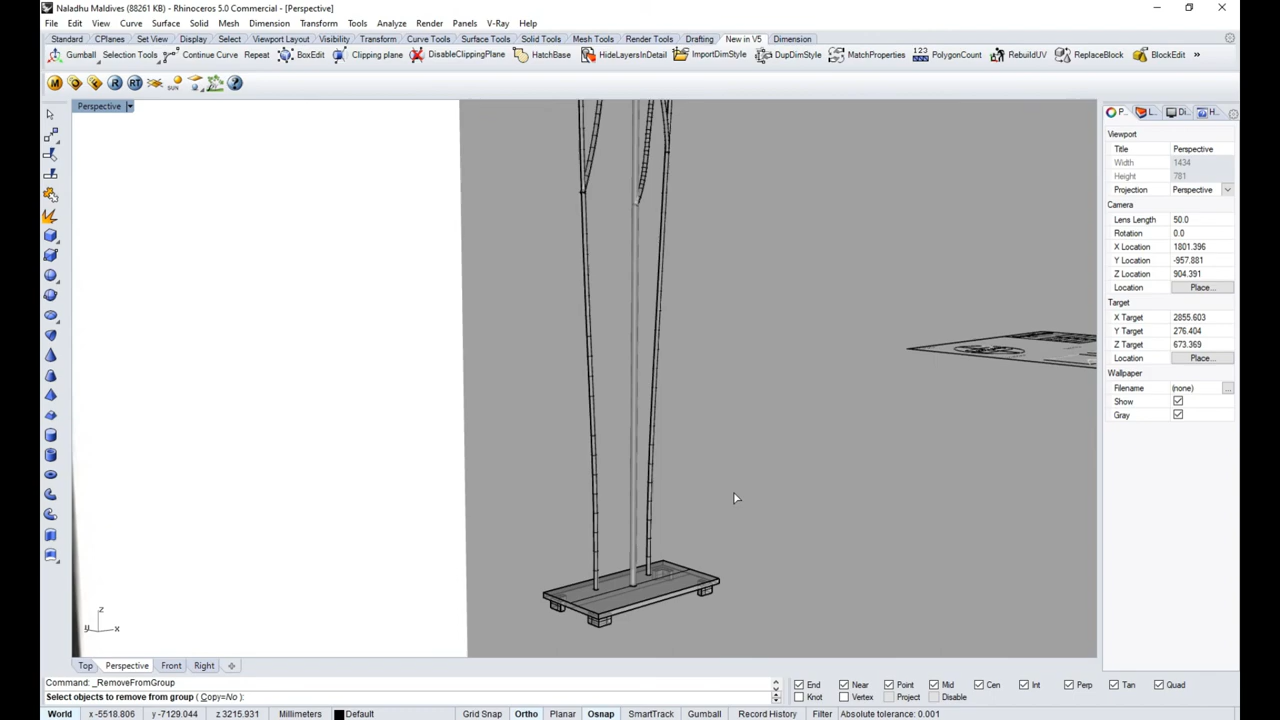 Naladhu Maldives (88261 KB) - Rhinoceros 5.0 Commercial - [Perspective]
File Edit View Curve Surface Solid Mesh Dimension Transform Tools Analyze Render Panels V-Ray Help
Standard CPlanes Set View Display Select Viewport Layout Visibility Transform Curve Tools Surface Tools Solid Tools Mesh Tools Render Tools Drafting New in V5 Dimension
Gumball Selection Tools Continue Curve Repeat BoxEdit Clipping plane DisableClippingPlane HatchBase HideLayersInDetail ImportDimStyle DupDimStyle MatchProperties 123 PolygonCount RebuildUV ReplaceBlock BlockEdit »
M R RT SUN ?
Perspective
P... L... Di... H...
Viewport
Title Perspective
Width 1434
Height 781
Projection Perspective
Camera
Lens Length 50.0
Rotation 0.0
X Location 1801.396
Y Location -957.881
Z Location 904.391
Location Place...
Target
X Target 2855.603
Y Target 276.404
Z Target 673.369
Location Place...
Wallpaper
Filename (none) ...
Show
Gray
z
y x
Top Perspective Front Right
Command: _RemoveFromGroup
Select objects to remove from group ( Copy=No ):
End Near Point Mid Cen Int Perp Tan Quad
Knot Vertex Project Disable
World x -5518.806 y -7129.044 z 3215.931 Millimeters Default Grid Snap Ortho Planar Osnap SmartTrack Gumball Record History Filter Absolute tolerance: 0.001